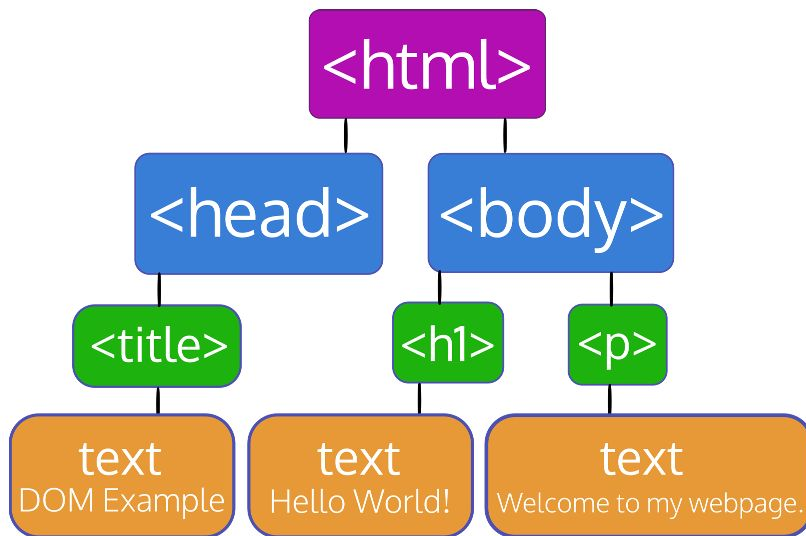 <html>
<head>
<body>
<title>
<h1>
<p>
text
DOM Example
text
Hello World!
text
Welcome to my webpage.